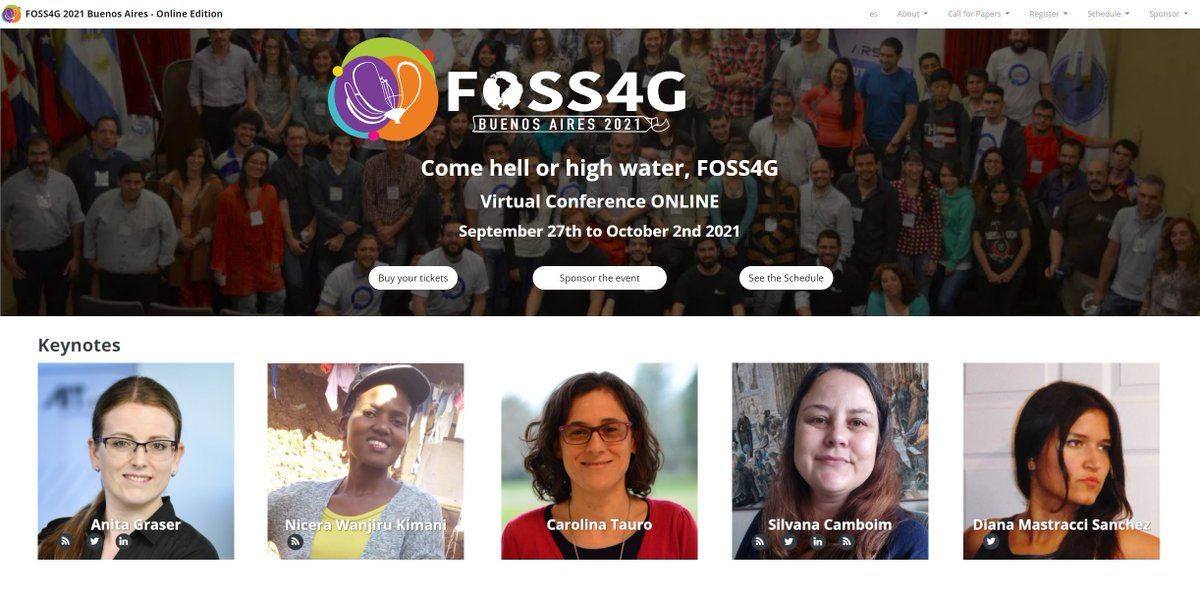 FOSS4G 2021 Buenos Aires - Online Edition
es About Call for Papers Register Schedule Sponsor
FOSS4G
BUENOS AIRES 2021
Come hell or high water, FOSS4G
Virtual Conference ONLINE
September 27th to October 2nd 2021
Buy your tickets
Sponsor the event
See the Schedule
Keynotes
Anita Graser
Nicera Wanjiru Kimani
Carolina Tauro
Silvana Camboim
Diana Mastracci Sanchez